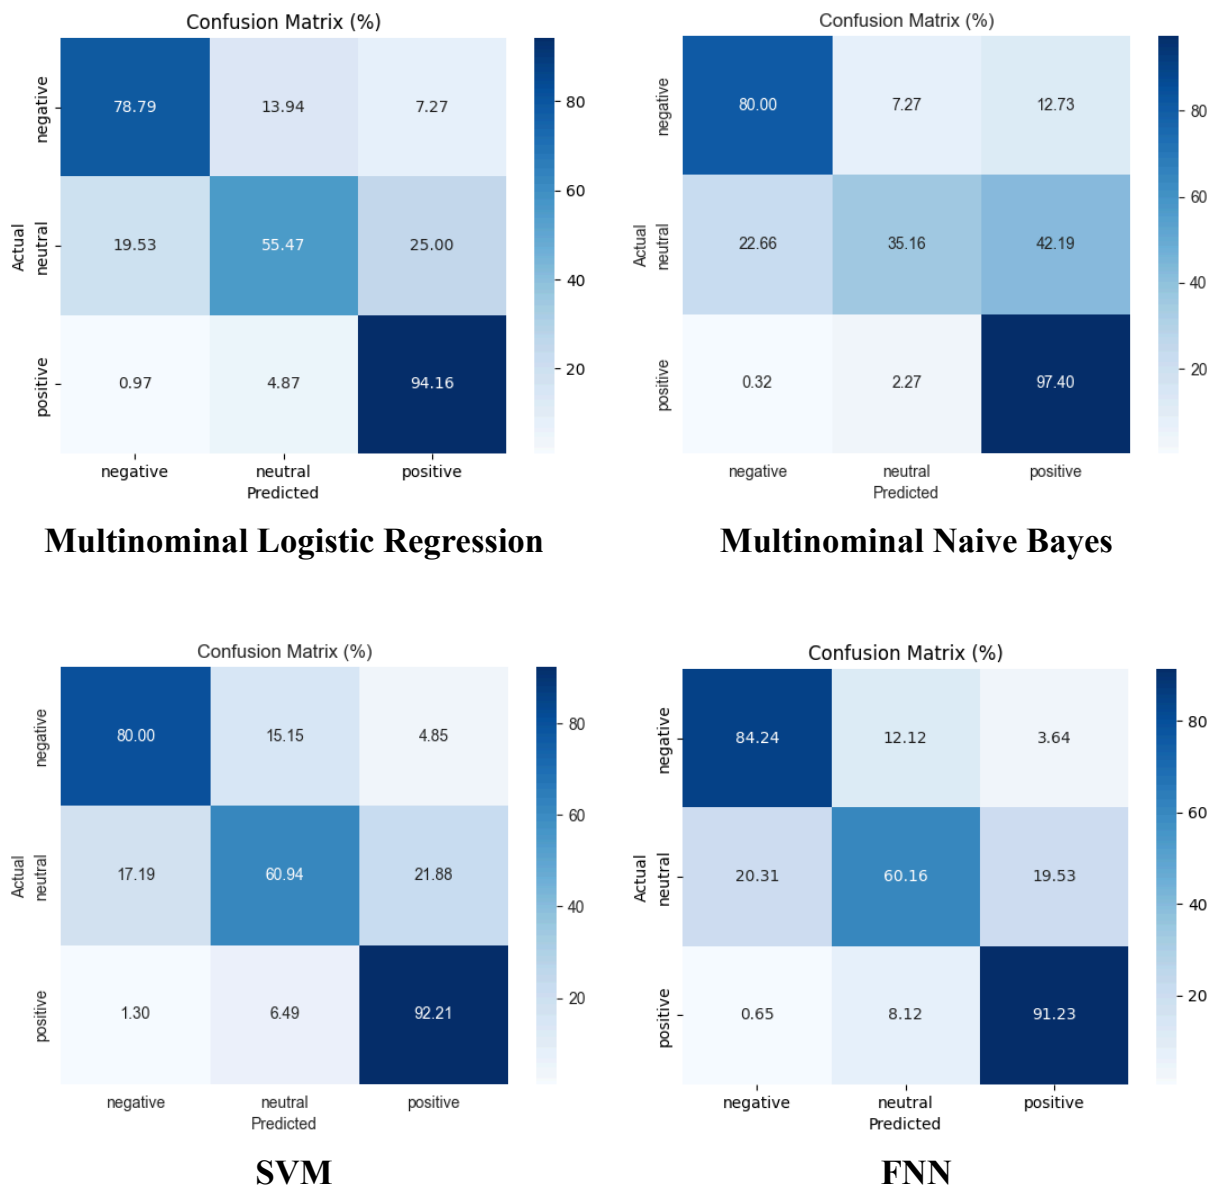 Confusion Matrix (%)
negative 78.79 13.94 7.27
Actual
neutral 19.53 55.47 25.00
positive 0.97 4.87 94.16
negative neutral positive
Predicted
80
60
40
20
Multinominal Logistic Regression
Confusion Matrix (%)
negative 80.00 7.27 12.73
Actual
neutral 22.66 35.16 42.19
positive 0.32 2.27 97.40
negative neutral positive
Predicted
80
60
40
20
Multinominal Naive Bayes
Confusion Matrix (%)
negative 80.00 15.15 4.85
Actual
neutral 17.19 60.94 21.88
positive 1.30 6.49 92.21
negative neutral positive
Predicted
80
60
40
20
SVM
Confusion Matrix (%)
negative 84.24 12.12 3.64
Actual
neutral 20.31 60.16 19.53
positive 0.65 8.12 91.23
negative neutral positive
Predicted
80
60
40
20
FNN